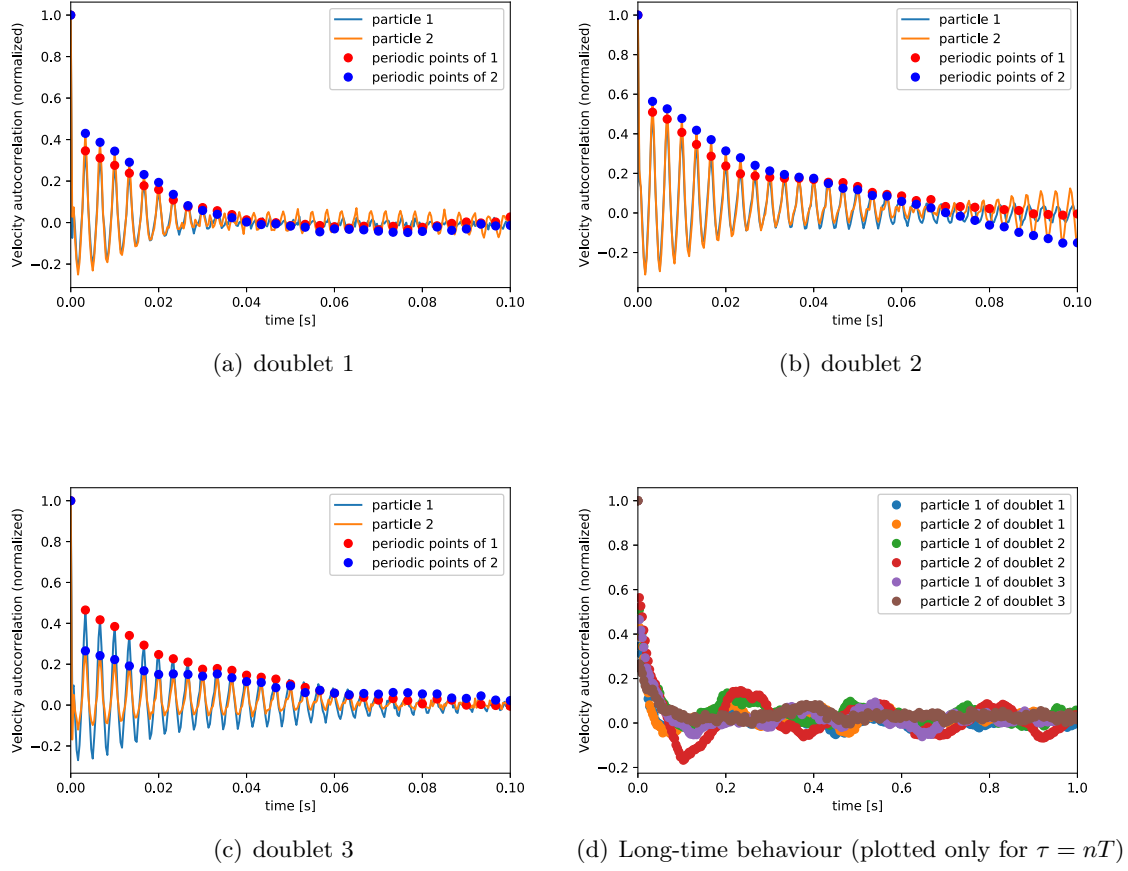 Velocity autocorrelation (normalized)
1.0
0.8
0.6
0.4
0.2
0.0
−0.2
particle 1
particle 2
periodic points of 1
periodic points of 2
0.00 0.02 0.04 0.06 0.08 0.10
time [s]
(a) doublet 1
Velocity autocorrelation (normalized)
1.0
0.8
0.6
0.4
0.2
0.0
−0.2
particle 1
particle 2
periodic points of 1
periodic points of 2
0.00 0.02 0.04 0.06 0.08 0.10
time [s]
(b) doublet 2
Velocity autocorrelation (normalized)
1.0
0.8
0.6
0.4
0.2
0.0
−0.2
particle 1
particle 2
periodic points of 1
periodic points of 2
0.00 0.02 0.04 0.06 0.08 0.10
time [s]
(c) doublet 3
Velocity autocorrelation (normalized)
1.0
0.8
0.6
0.4
0.2
0.0
−0.2
particle 1 of doublet 1
particle 2 of doublet 1
particle 1 of doublet 2
particle 2 of doublet 2
particle 1 of doublet 3
particle 2 of doublet 3
0.0 0.2 0.4 0.6 0.8 1.0
time [s]
(d) Long-time behaviour (plotted only for τ = nT)